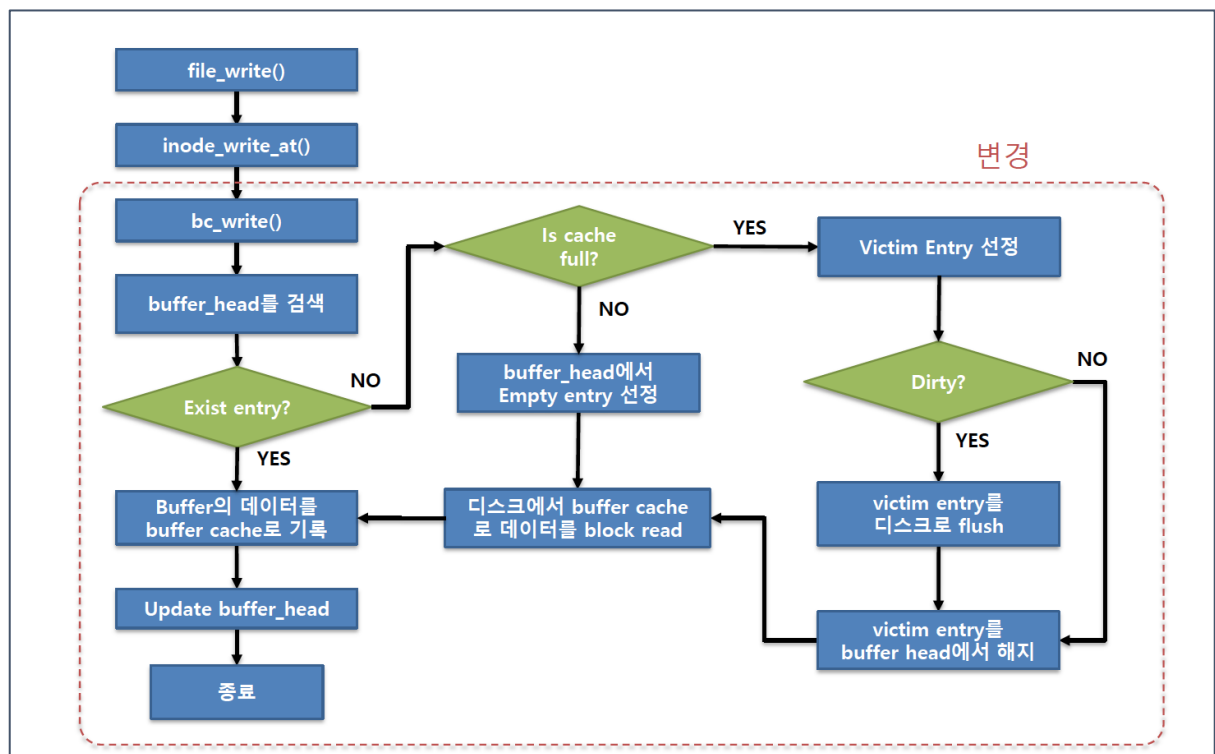 file_write()
inode_write_at()
변경
bc_write()
buffer_head를 검색
Exist entry?
NO
YES
Buffer의 데이터를
buffer cache로 기록
Update buffer_head
종료
Is cache
full?
YES
NO
buffer_head에서
Empty entry 선정
디스크에서 buffer cache
로 데이터를 block read
Victim Entry 선정
Dirty?
NO
YES
victim entry를
디스크로 flush
victim entry를
buffer head에서 해지